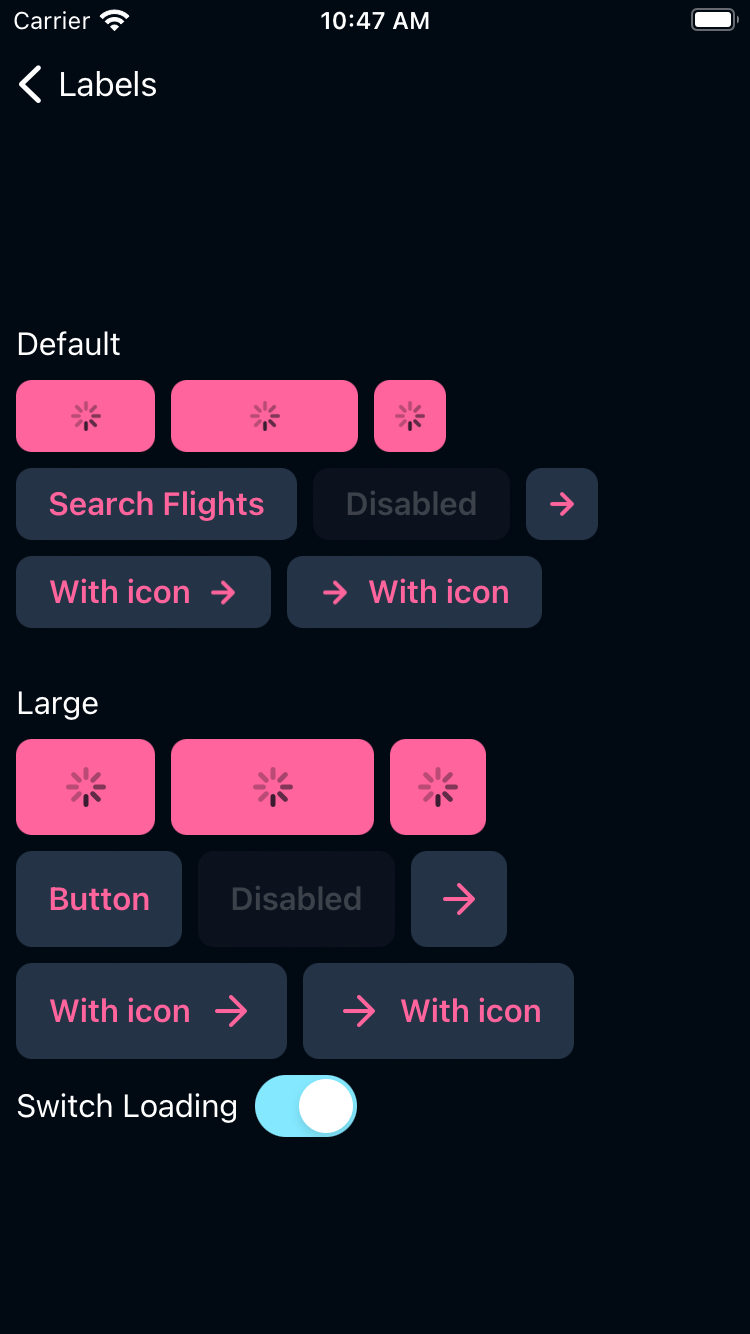 Carrier 10:47 AM
Labels
Default
Search Flights Disabled
With icon With icon
Large
Button Disabled
With icon With icon
Switch Loading